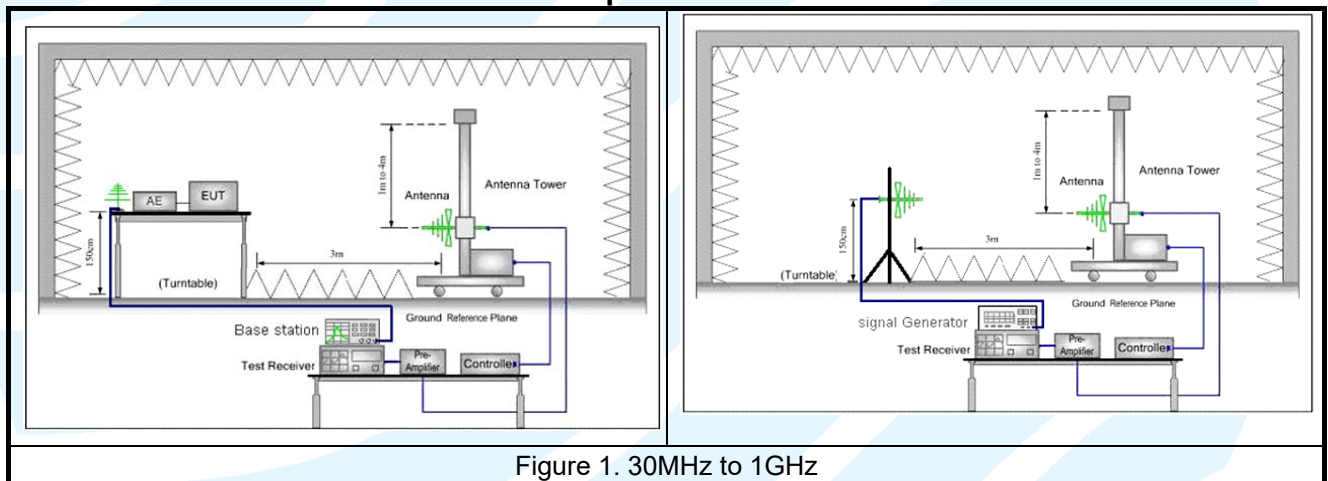 1m to 4m
Antenna
Antenna Tower
AE
EUT
150cm
3m
(Turntable)
Ground Reference Plane
Base station
Test Receiver
Pre-
Amplifier
Controller
1m to 4m
Antenna
Antenna Tower
150cm
3m
(Turntable)
Ground Reference Plane
signal Generator
Test Receiver
Pre-
Amplifier
Controller
Figure 1. 30MHz to 1GHz